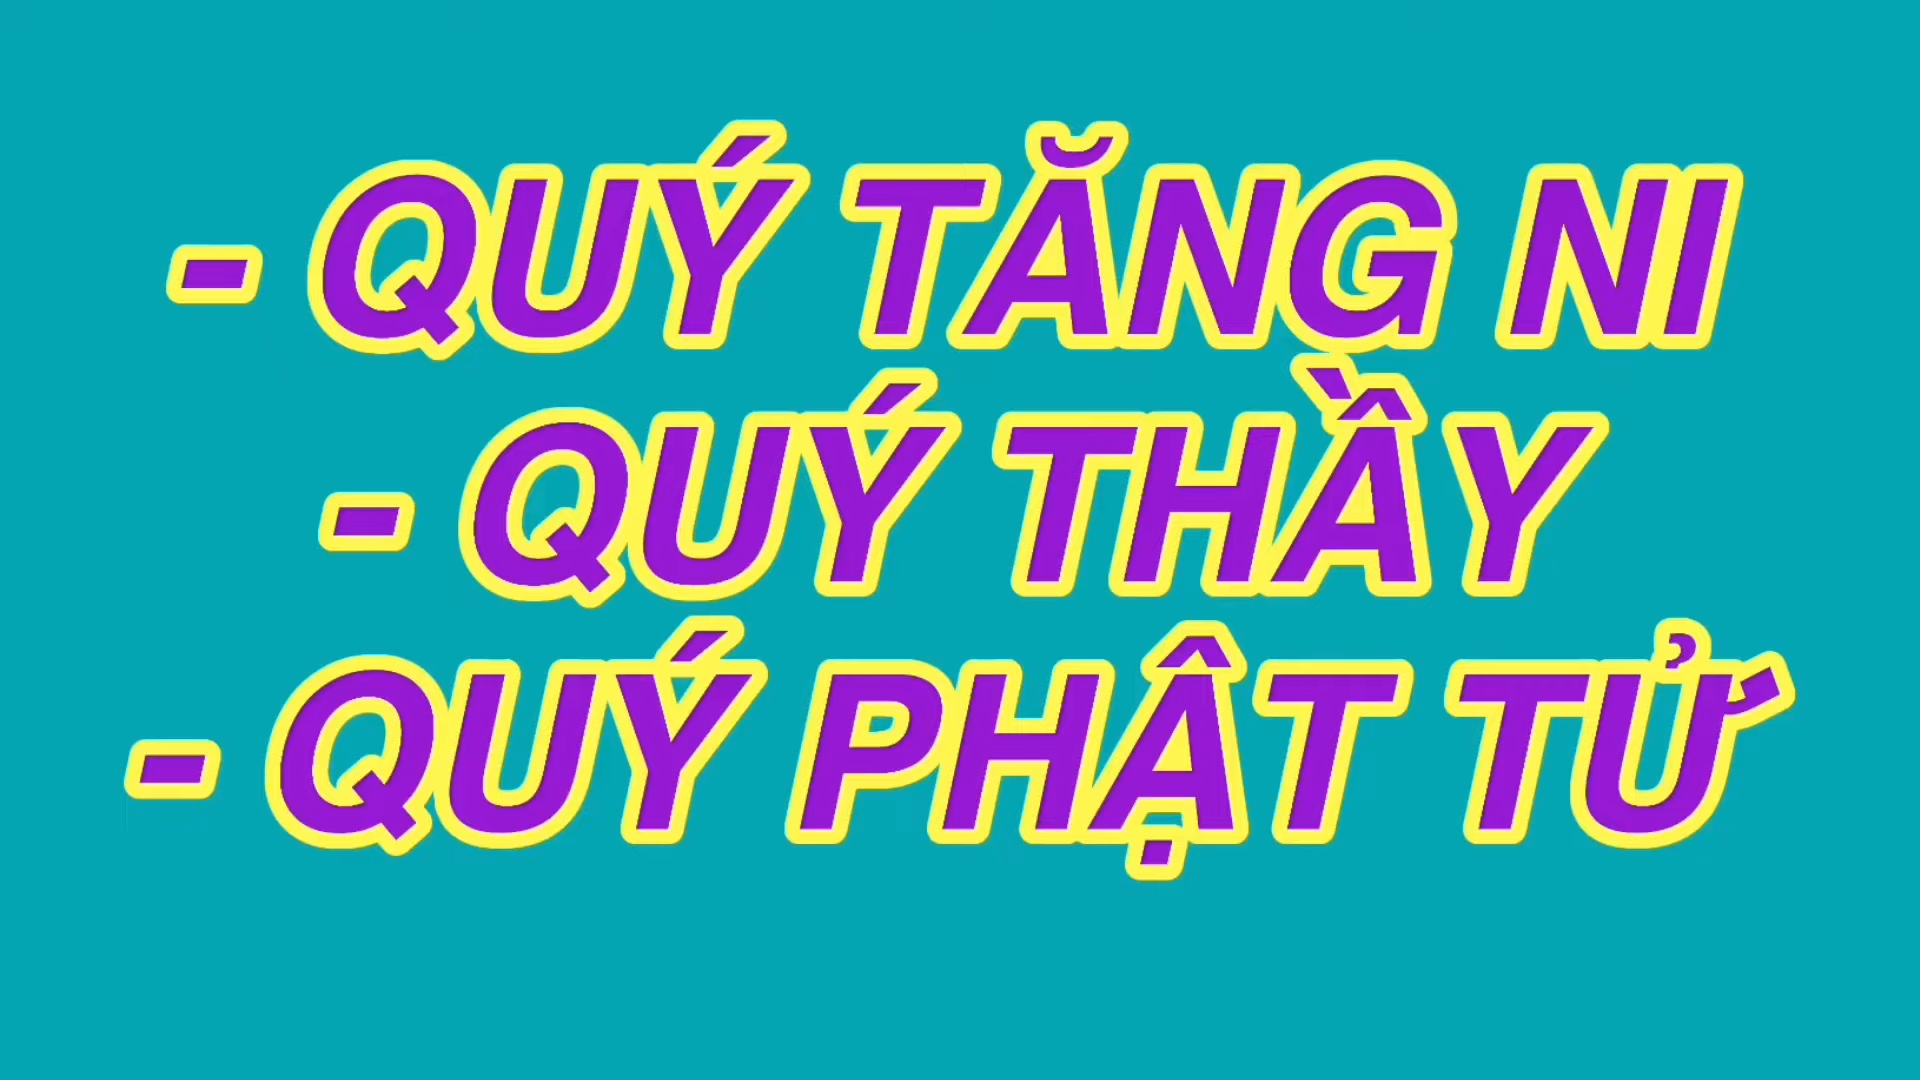 - QUÝ TĂNG NI
- QUÝ THẦY
- QUÝ PHẬT TỬ